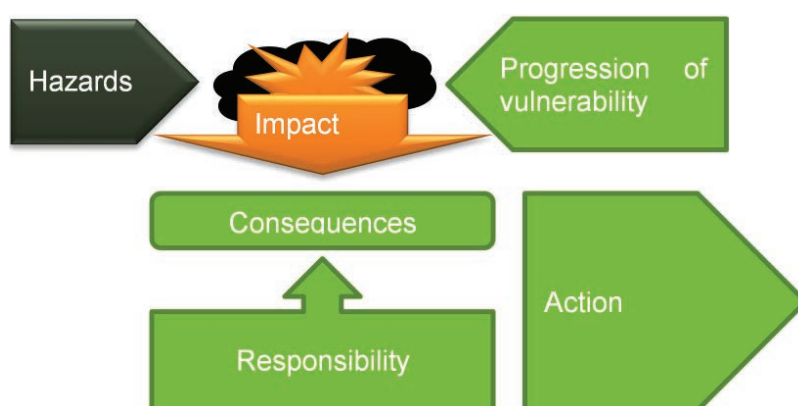 Hazards
Impact
Progression of
vulnerability
Consequences
Action
Responsibility